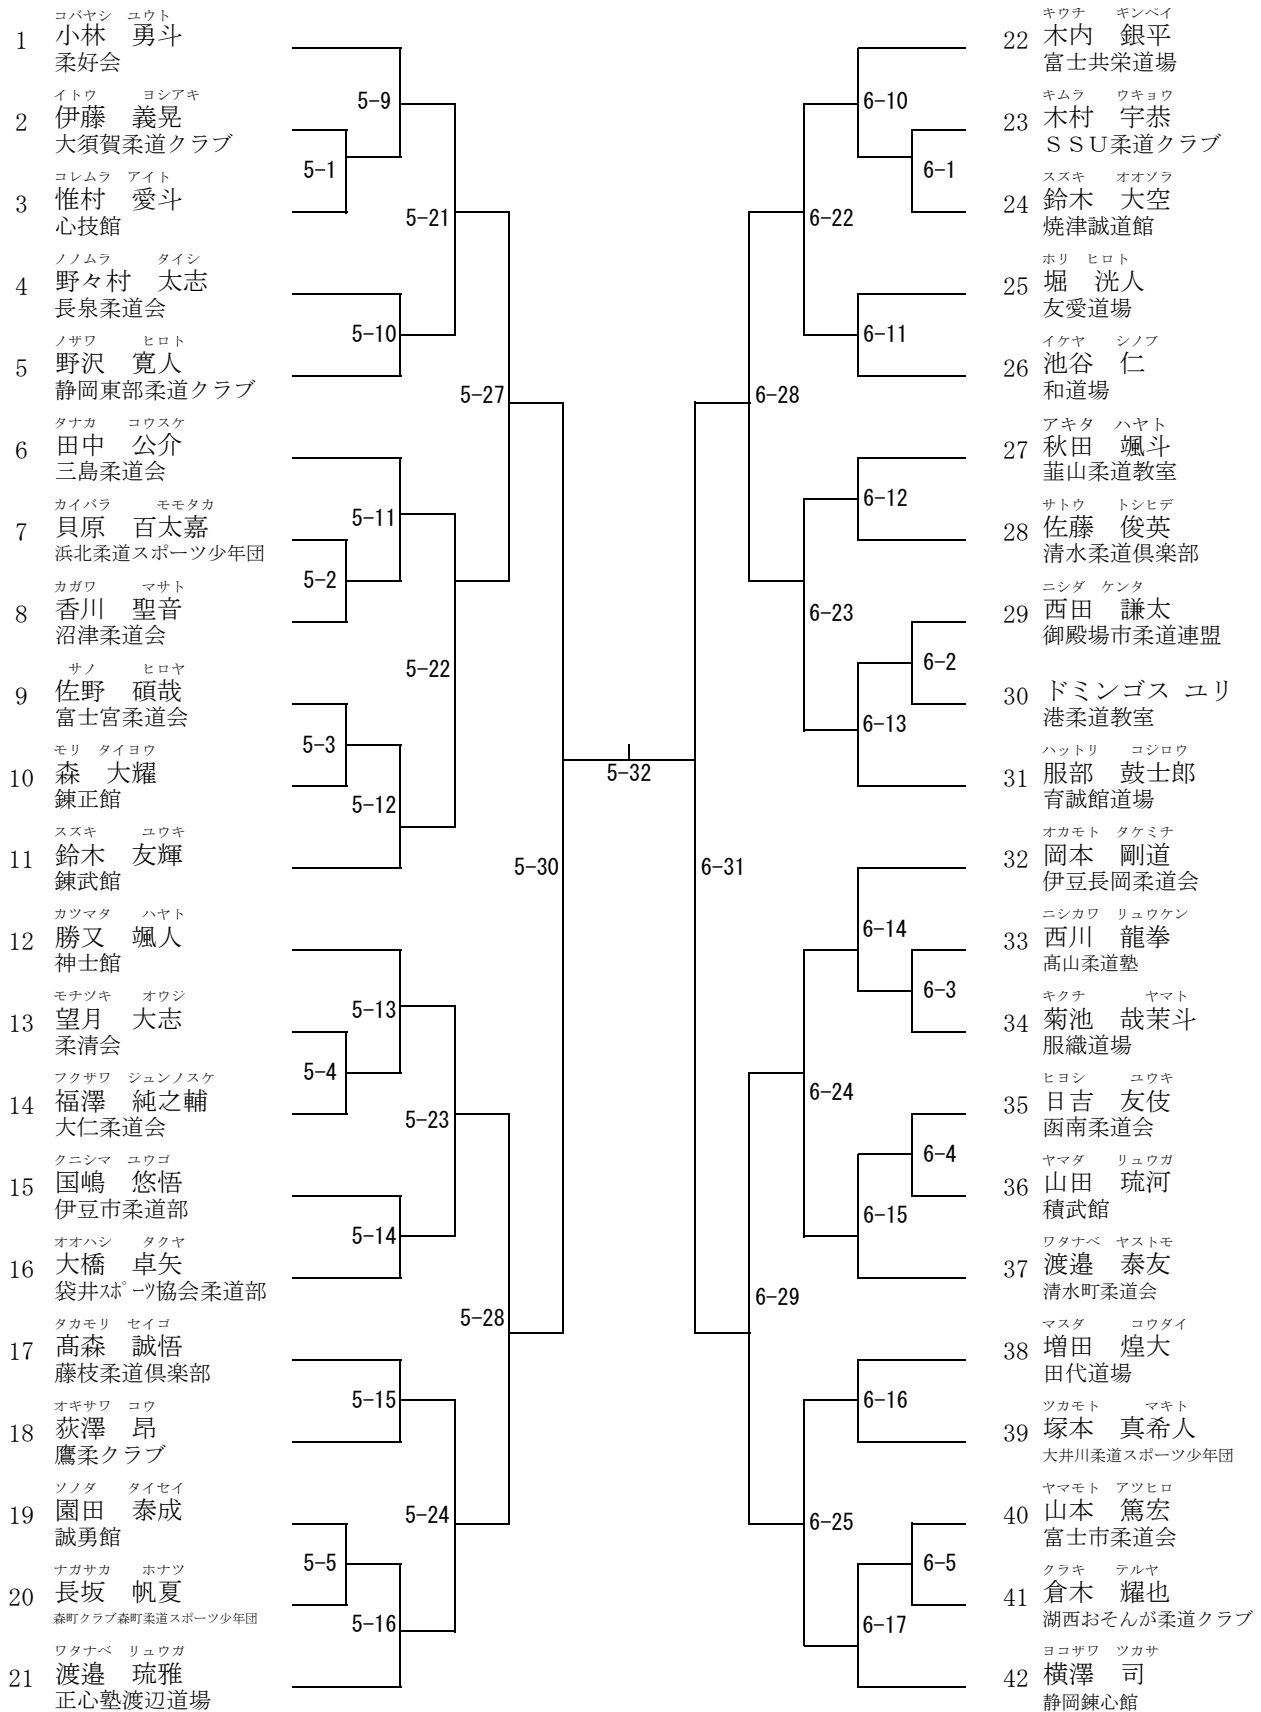 コバヤシ ユウト
1 小林 勇斗
柔好会
イトウ ヨシアキ
2 伊藤 義晃
大須賀柔道クラブ
コレムラ アイト
3 惟村 愛斗
心技館
ノノムラ タイシ
4 野々村 太志
長泉柔道会
ノザワ ヒロト
5 野沢 寛人
静岡東部柔道クラブ
タナカ コウスケ
6 田中 公介
三島柔道会
カイバラ モモタカ
7 貝原 百太嘉
浜北柔道スポーツ少年団
カガワ マサト
8 香川 聖音
沼津柔道会
サノ ヒロヤ
9 佐野 碩哉
富士宮柔道会
モリ タイヨウ
10 森 大耀
錬正館
スズキ ユウキ
11 鈴木 友輝
錬武館
カツマタ ハヤト
12 勝又 颯人
神士館
モチヅキ オウジ
13 望月 大志
柔清会
フクザワ ジュンノスケ
14 福澤 純之輔
大仁柔道会
クニシマ ユウゴ
15 国嶋 悠悟
伊豆市柔道部
オオハシ タクヤ
16 大橋 卓矢
袋井ｽﾎﾟｰﾂ協会柔道部
タカモリ セイゴ
17 髙森 誠悟
藤枝柔道倶楽部
オギサワ コウ
18 荻澤 昂
鷹柔クラブ
ソノダ タイセイ
19 園田 泰成
誠勇館
ナガサカ ホナツ
20 長坂 帆夏
森町クラブ森町柔道スポーツ少年団
ワタナベ リュウガ
21 渡邉 琉雅
正心塾渡辺道場
5-9
5-1
5-21
5-10
5-27
5-11
5-2
5-22
5-3
5-12
5-30
5-13
5-4
5-23
5-14
5-28
5-15
5-24
5-5
5-16
5-32
6-10
6-1
6-22
6-11
6-28
6-12
6-23
6-2
6-13
6-31
6-14
6-3
6-24
6-4
6-15
6-29
6-16
6-25
6-5
6-17
キウチ ギンペイ
22 木内 銀平
富士共栄道場
キムラ ウキョウ
23 木村 宇恭
ＳＳＵ柔道クラブ
スズキ オオゾラ
24 鈴木 大空
焼津誠道館
ホリ ヒロト
25 堀 洸人
友愛道場
イケヤ シノブ
26 池谷 仁
和道場
アキタ ハヤト
27 秋田 颯斗
韮山柔道教室
サトウ トシヒデ
28 佐藤 俊英
清水柔道倶楽部
ニシダ ケンタ
29 西田 謙太
御殿場市柔道連盟
30 ドミンゴス ユリ
港柔道教室
ハットリ コジロウ
31 服部 鼓士郎
育誠館道場
オカモト タケミチ
32 岡本 剛道
伊豆長岡柔道会
ニシカワ リュウケン
33 西川 龍拳
髙山柔道塾
キクチ ヤマト
34 菊池 哉茉斗
服織道場
ヒヨシ ユウキ
35 日吉 友伎
函南柔道会
ヤマダ リュウガ
36 山田 琉河
積武館
ワタナベ ヤストモ
37 渡邉 泰友
清水町柔道会
マスダ コウダイ
38 増田 煌大
田代道場
ツカモト マキト
39 塚本 真希人
大井川柔道スポーツ少年団
ヤマモト アツヒロ
40 山本 篤宏
富士市柔道会
クラキ テルヤ
41 倉木 耀也
湖西おそんが柔道クラブ
ヨコザワ ツカサ
42 横澤 司
静岡錬心館